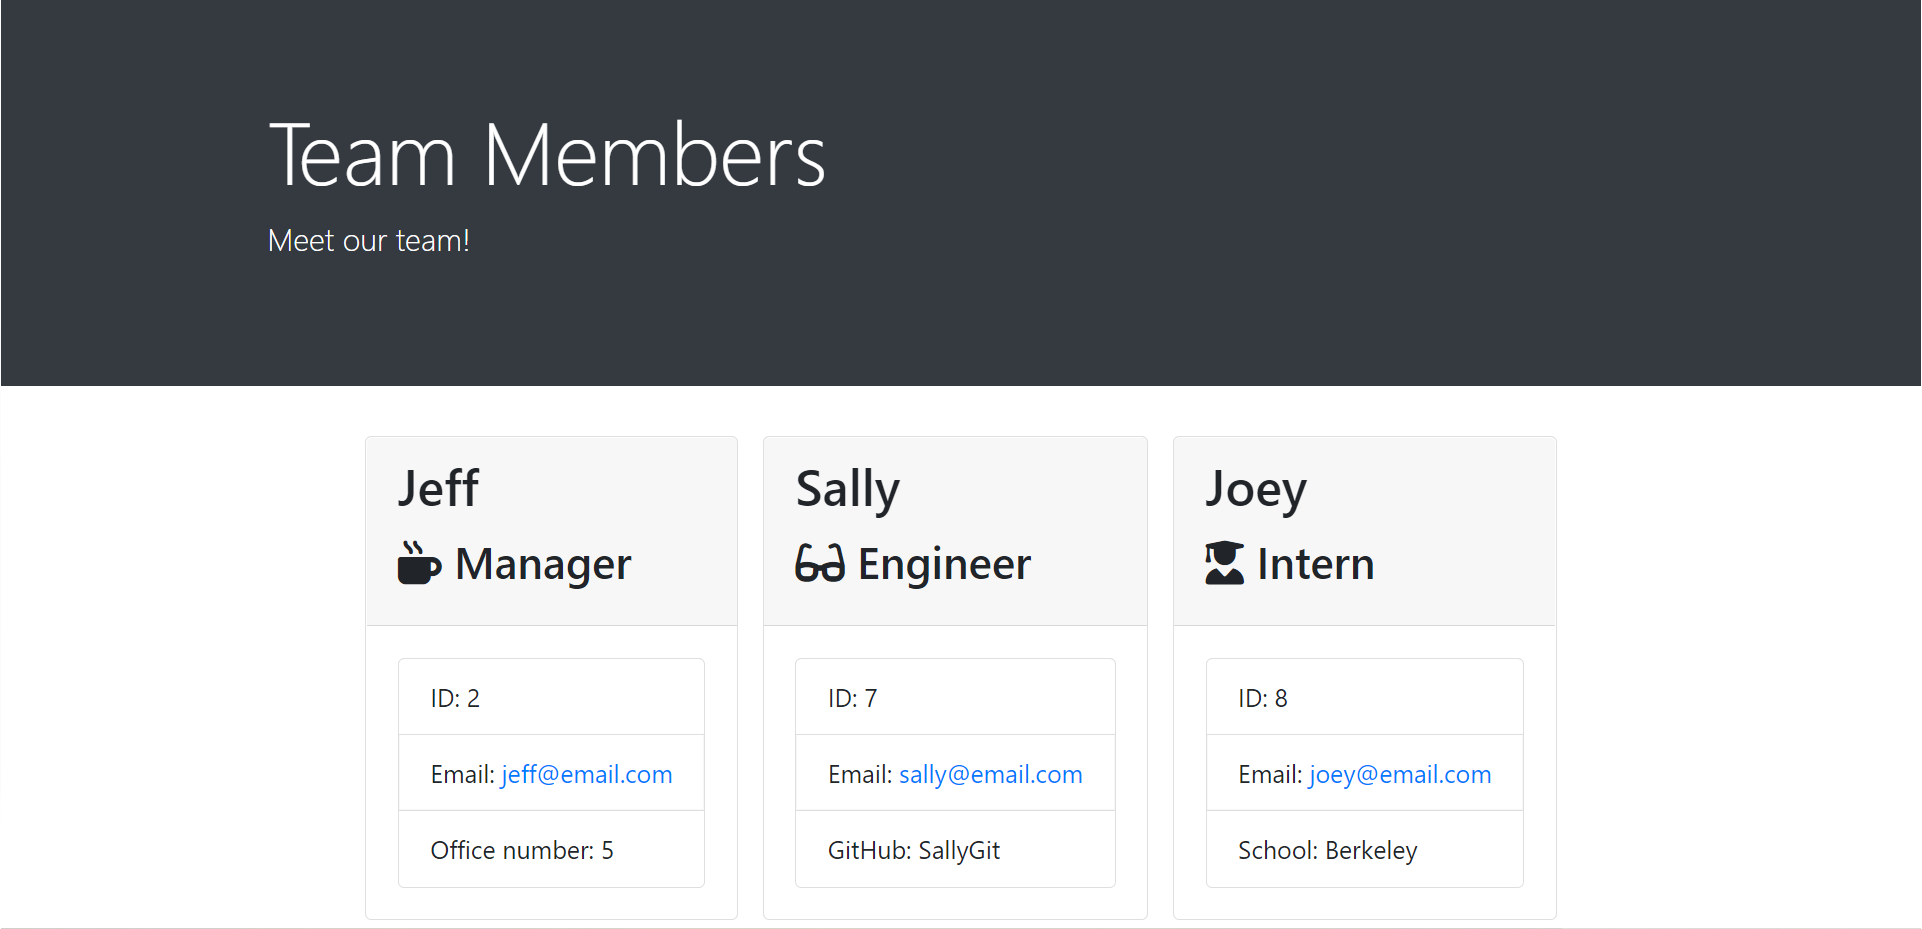 Team Members
Meet our team!
Jeff
Manager
ID: 2
Email: jeff@email.com
Office number: 5
Sally
Engineer
ID: 7
Email: sally@email.com
GitHub: SallyGit
Joey
Intern
ID: 8
Email: joey@email.com
School: Berkeley